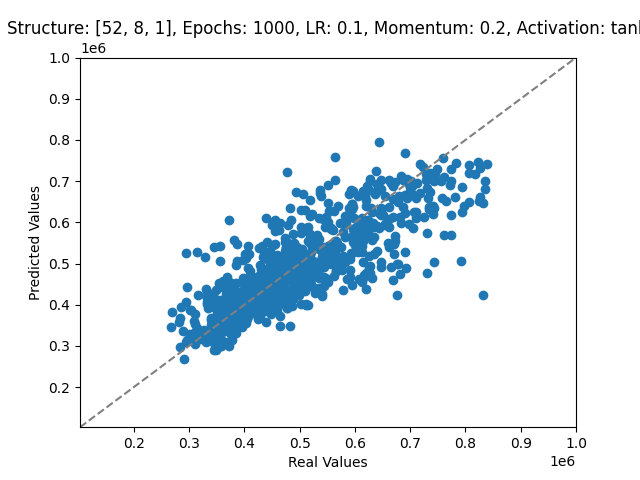 Structure: [52, 8, 1], Epochs: 1000, LR: 0.1, Momentum: 0.2, Activation:
1e6
1.0
0.9
0.8
0.7
0.6
0.5
0.4
0.3
0.2
Predicted Values
0.2 0.3 0.4 0.5 0.6 0.7 0.8 0.9 1.0
Real Values
1e6